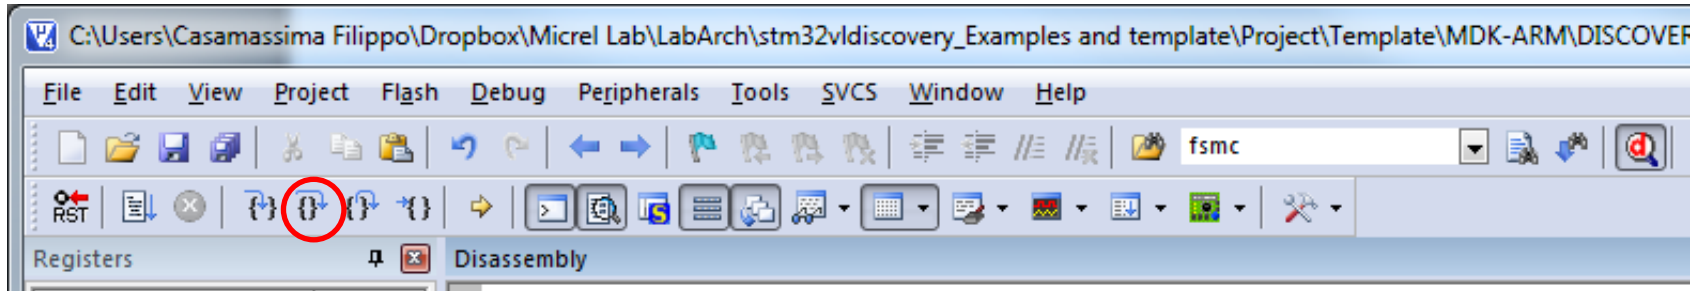 C:\Users\Casamassima Filippo\Dropbox\Micrel Lab\LabArch\stm32vldiscovery_Examples and template\Project\Template\MDK-ARM\DISCOVER
File Edit View Project Flash Debug Peripherals Tools SVCS Window Help
fsmc
RST
Registers
Disassembly